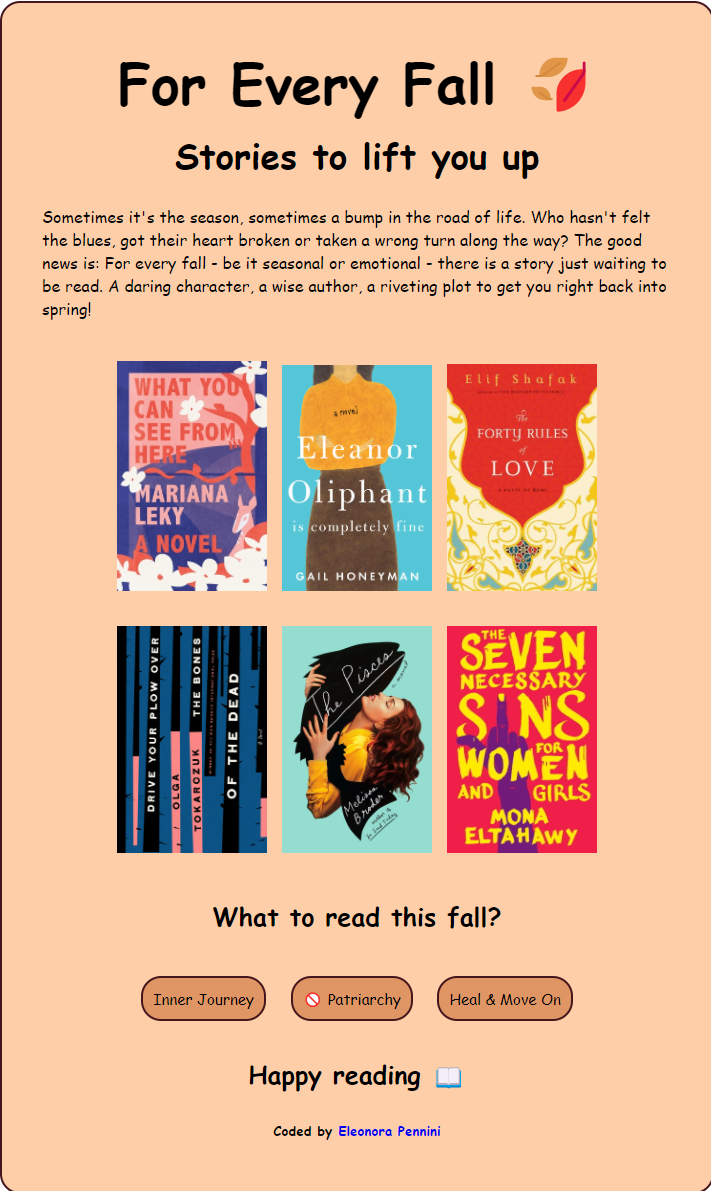 For Every Fall 🍂
Stories to lift you up
Sometimes it's the season, sometimes a bump in the road of life. Who hasn't felt
the blues, got their heart broken or taken a wrong turn along the way? The good
news is: For every fall - be it seasonal or emotional - there is a story just waiting to
be read. A daring character, a wise author, a riveting plot to get you right back into
spring!
WHAT YOU
CAN
SEE FROM
HERE
MARIANA
LEKY
A NOVEL
a novel
Eleanor
Oliphant
is completely fine
GAIL HONEYMAN
Elif Shafak
The
FORTY RULES
of
LOVE
A NOVEL OF RUMI
DRIVE YOUR PLOW OVER
THE BONES
OF THE DEAD
OLGA
TOKARCZUK
A Novel
The Pisces
a novel
Melissa
Broder
author of
So Sad Today
THE
SEVEN
NECESSARY
SINS
FOR
WOMEN
AND GIRLS
MONA
ELTAHAWY
What to read this fall?
Inner Journey
🚫 Patriarchy
Heal & Move On
Happy reading 📖
Coded by Eleonora Pennini